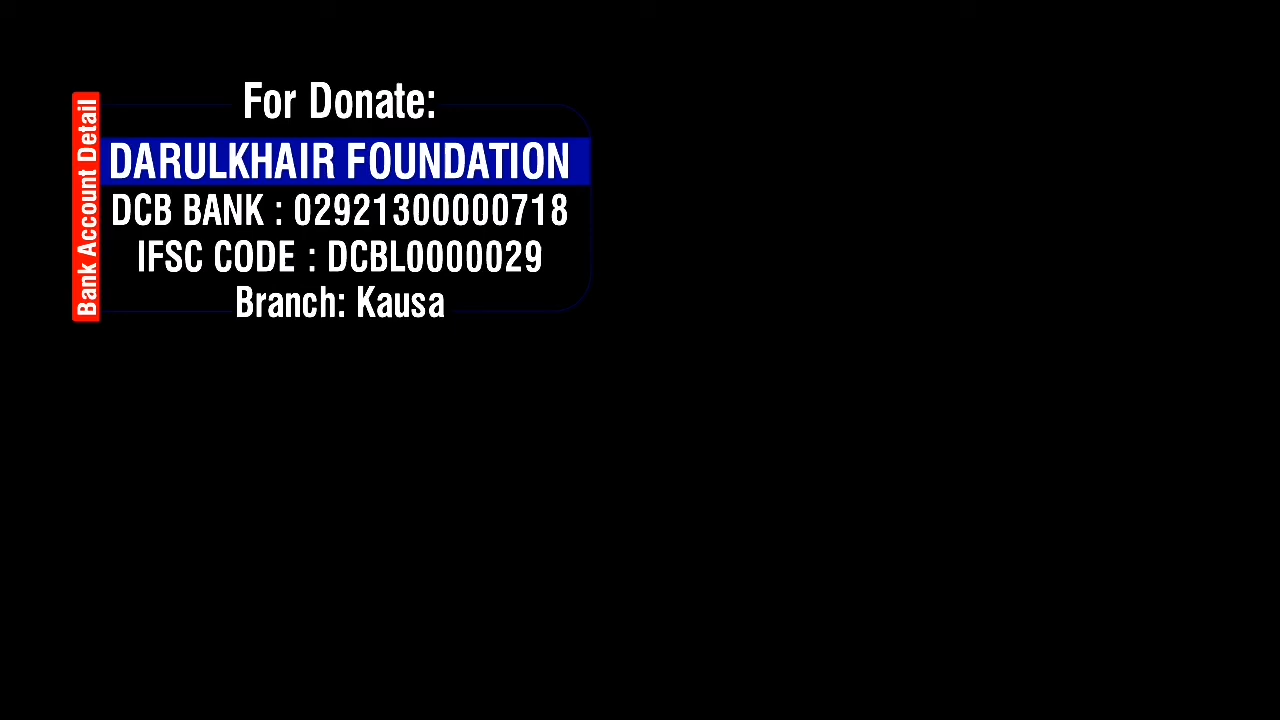 For Donate:
Bank Account Detail
DARULKHAIR FOUNDATION
DCB BANK : 02921300000718
IFSC CODE : DCBL0000029
Branch: Kausa